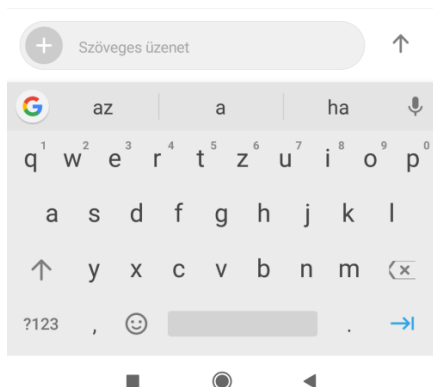 Szöveges üzenet
G az a ha
q1 w2 e3 r4 t5 z6 u7 i8 o9 p0
a s d f g h j k l
y x c v b n m
?123 , .